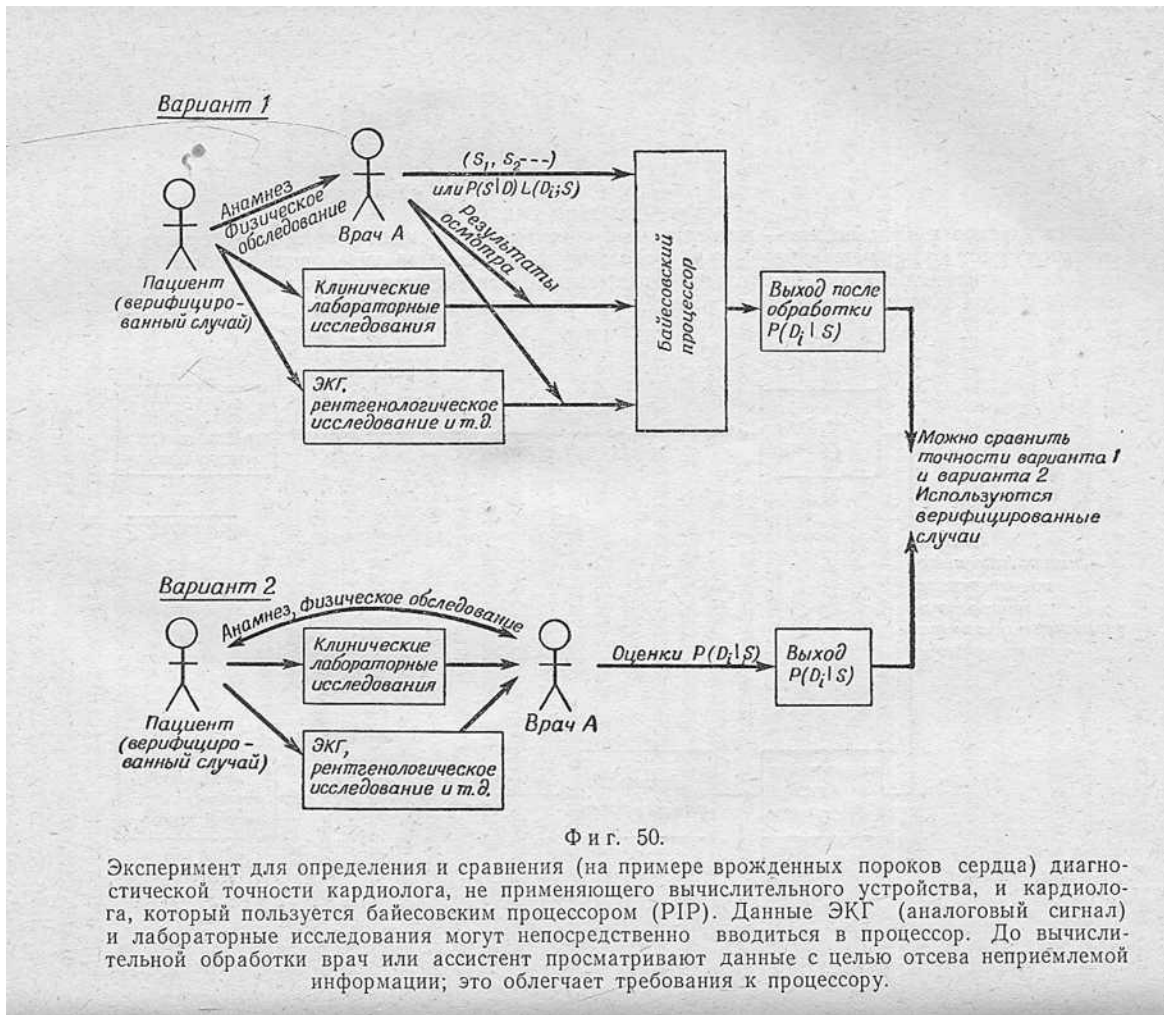 Вариант 1
Анамнез
Физическое
обследование
Врач А
Пациент
(верифициро-
ванный случай)
(S₁, S₂---)
или P(S|D) L(Dᵢ; S)
Результаты
осмотра
Клинические
лабораторные
исследования
ЭКГ,
рентгенологическое
исследование и т.д.
Байесовский
процессор
Выход после
обработки
P(Dᵢ | S)
Можно сравнить
точности варианта 1
и варианта 2
Используются
верифицированные
случаи
Вариант 2
Анамнез, физическое обследование
Клинические
лабораторные
исследования
Пациент
(верифициро-
ванный случай)
ЭКГ,
рентгенологическое
исследование и т.д.
Врач А
Оценки P(Dᵢ|S)
Выход
P(Dᵢ|S)
Фиг. 50.
Эксперимент для определения и сравнения (на примере врожденных пороков сердца) диагно-
стической точности кардиолога, не применяющего вычислительного устройства, и кардиоло-
га, который пользуется байесовским процессором (PIP). Данные ЭКГ (аналоговый сигнал)
и лабораторные исследования могут непосредственно вводиться в процессор. До вычисли-
тельной обработки врач или ассистент просматривают данные с целью отсева неприемлемой
информации; это облегчает требования к процессору.